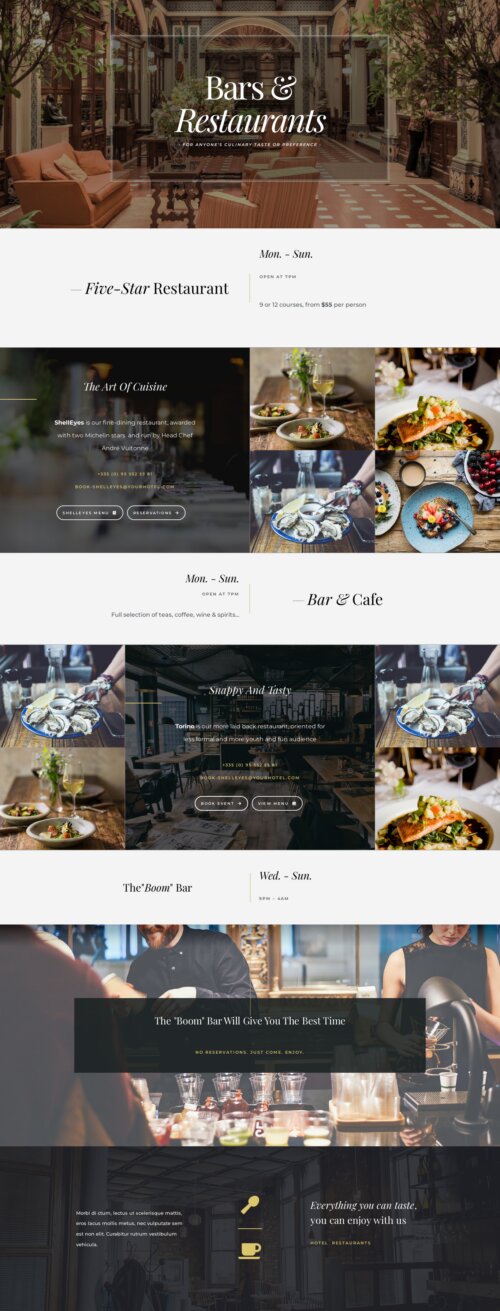 Bars &
Restaurants
FOR ANYONE'S CULINARY TASTE OR PREFERENCE
— Five-Star Restaurant
Mon. - Sun.
OPEN AT 7PM
9 or 12 courses, from $55 per person
The Art Of Cuisine
ShellEyes is our fine-dining restaurant, awarded
with two Michelin stars and run by Head Chef
Andre Vuitonne
+335 (0) 95 552 55 81
BOOK-SHELLEYES@YOURHOTEL.COM
SHELLEYES MENU
RESERVATIONS →
Mon. - Sun.
OPEN AT 7PM
Full selection of teas, coffee, wine & spirits...
— Bar & Cafe
Snappy And Tasty
Torino is our more laid back restaurant, oriented for
less formal and more youth and fun audience
+335 (0) 95 552 55 81
BOOK-SHELLEYES@YOURHOTEL.COM
BOOK EVENT →
VIEW MENU
The"Boom" Bar
Wed. - Sun.
9PM – 4AM
The "Boom" Bar Will Give You The Best Time
NO RESERVATIONS. JUST COME, ENJOY.
Morbi di ctum, lectus ut scelerisque mattis,
eros lacus mollis metus, nec vulputate sem
est non elit. Curabitur rutrum vestibulum
vehicula.
Everything you can taste,
you can enjoy with us
HOTEL RESTAURANTS